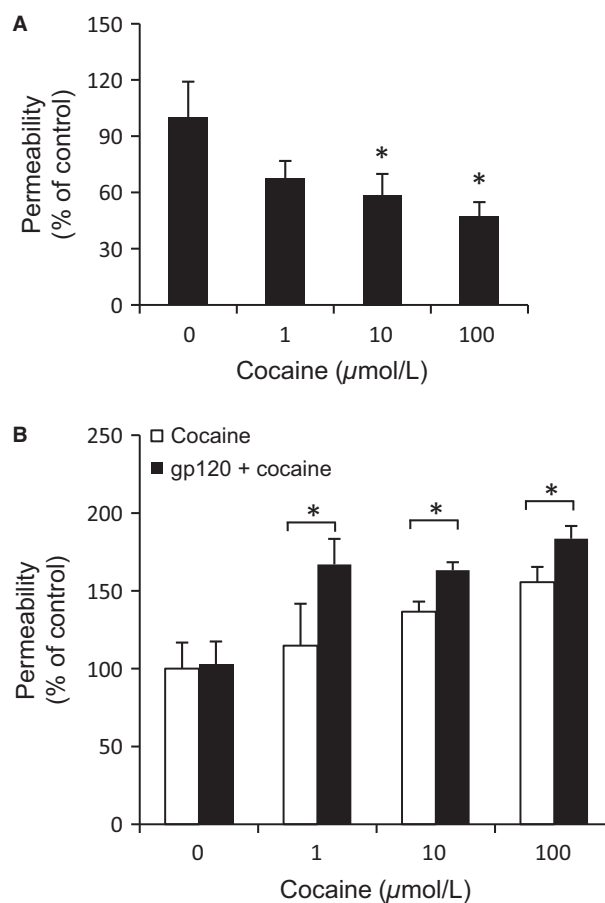 A
Permeability
(% of control)
150
120
90
60
30
0
*
*
0 1 10 100
Cocaine (µmol/L)
B
Permeability
(% of control)
250
200
150
100
50
0
Cocaine
gp120 + cocaine
*
*
*
0 1 10 100
Cocaine (µmol/L)